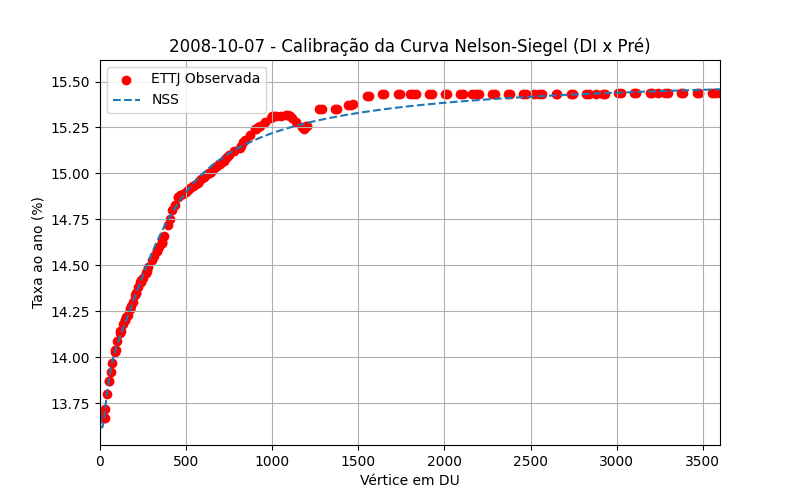 2008-10-07 - Calibração da Curva Nelson-Siegel (DI x Pré)
ETTJ Observada
NSS
Taxa ao ano (%)
15.50
15.25
15.00
14.75
14.50
14.25
14.00
13.75
0 500 1000 1500 2000 2500 3000 3500
Vértice em DU